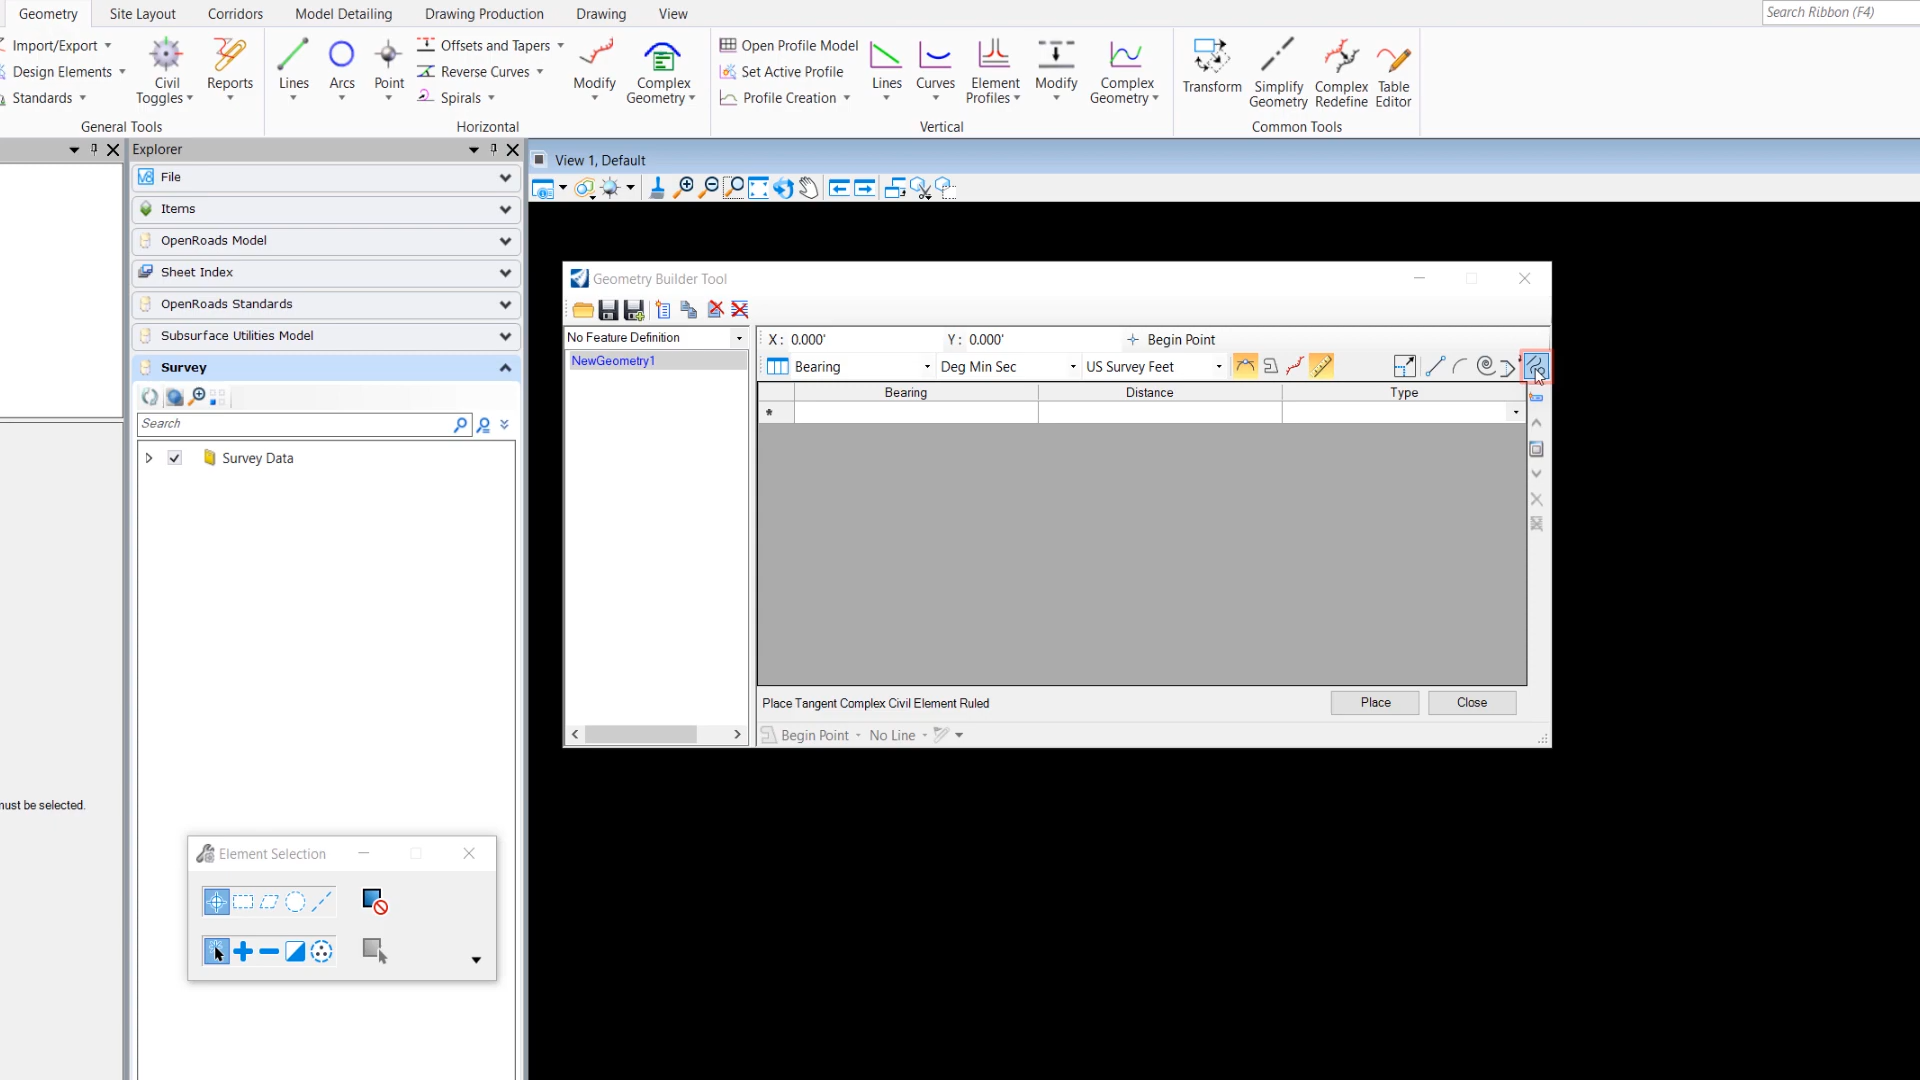 Geometry Site Layout Corridors Model Detailing Drawing Production Drawing View Search Ribbon (F4)
Import/Export
Design Elements
Standards
Civil Toggles
Reports
General Tools
Lines
Arcs
Point
Offsets and Tapers
Reverse Curves
Spirals
Modify
Complex Geometry
Horizontal
Open Profile Model
Set Active Profile
Profile Creation
Lines
Curves
Element Profiles
Modify
Complex Geometry
Vertical
Transform
Simplify Geometry
Complex Redefine
Table Editor
Common Tools
Explorer
File
Items
OpenRoads Model
Sheet Index
OpenRoads Standards
Subsurface Utilities Model
Survey
Search
Survey Data
must be selected.
Element Selection
View 1, Default
Geometry Builder Tool
No Feature Definition
NewGeometry1
X: 0.000' Y: 0.000' Begin Point
Bearing Deg Min Sec US Survey Feet
Bearing Distance Type
*
Place Tangent Complex Civil Element Ruled
Place Close
Begin Point No Line